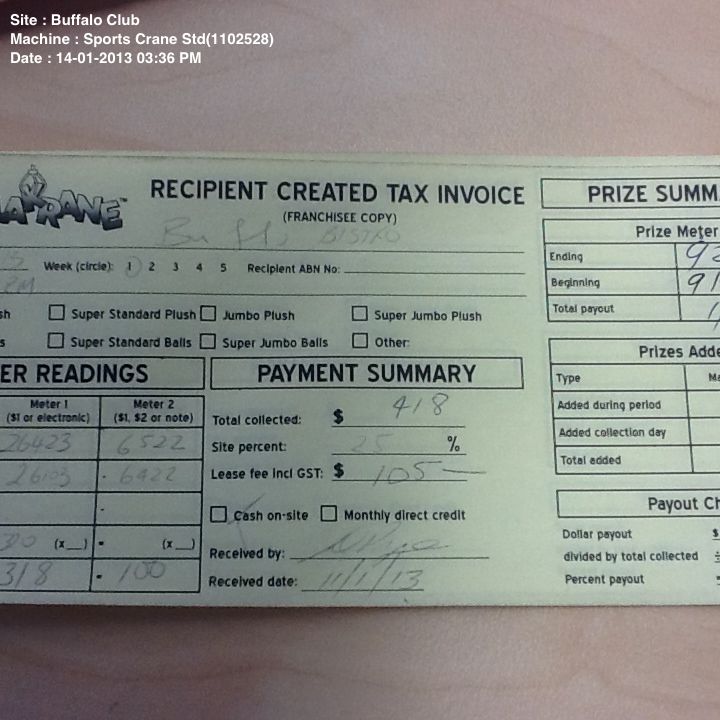 Site : Buffalo Club
Machine : Sports Crane Std(1102528)
Date : 14-01-2013 03:36 PM
RECIPIENT CREATED TAX INVOICE
(FRANCHISEE COPY)
BISTRO
Week (circle): 1 2 3 4 5 Recipient ABN No:
Super Standard Plush Jumbo Plush Super Jumbo Plush
Super Standard Balls Super Jumbo Balls Other:
ER READINGS
Meter 1 Meter 2
($1 or electronic) ($1, $2 or note)
26423 6522
26103 6422
(x__) (x__)
318 100
PAYMENT SUMMARY
Total collected: $ 418
Site percent: 25 %
Lease fee incl GST: $ 105
Cash on-site Monthly direct credit
Received by:
Received date: 11/1/13
PRIZE SUMM
Prize Meter
Ending 92
Beginning 91
Total payout
Prizes Adde
Type Me
Added during period
Added collection day
Total added
Payout Ch
Dollar payout $
divided by total collected ÷
Percent payout